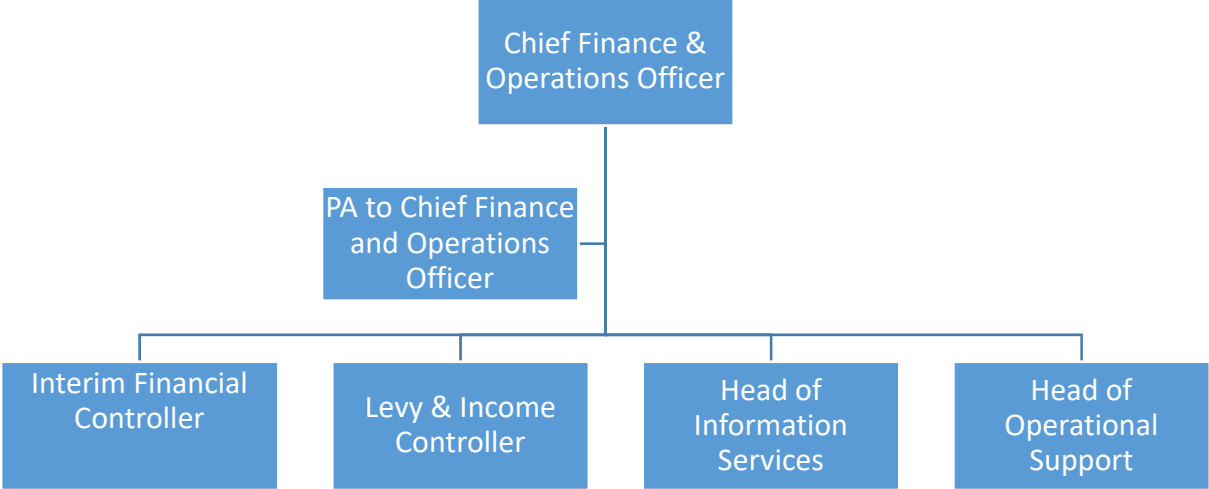 Chief Finance &
Operations Officer
PA to Chief Finance
and Operations
Officer
Interim Financial
Controller
Levy & Income
Controller
Head of
Information
Services
Head of
Operational
Support